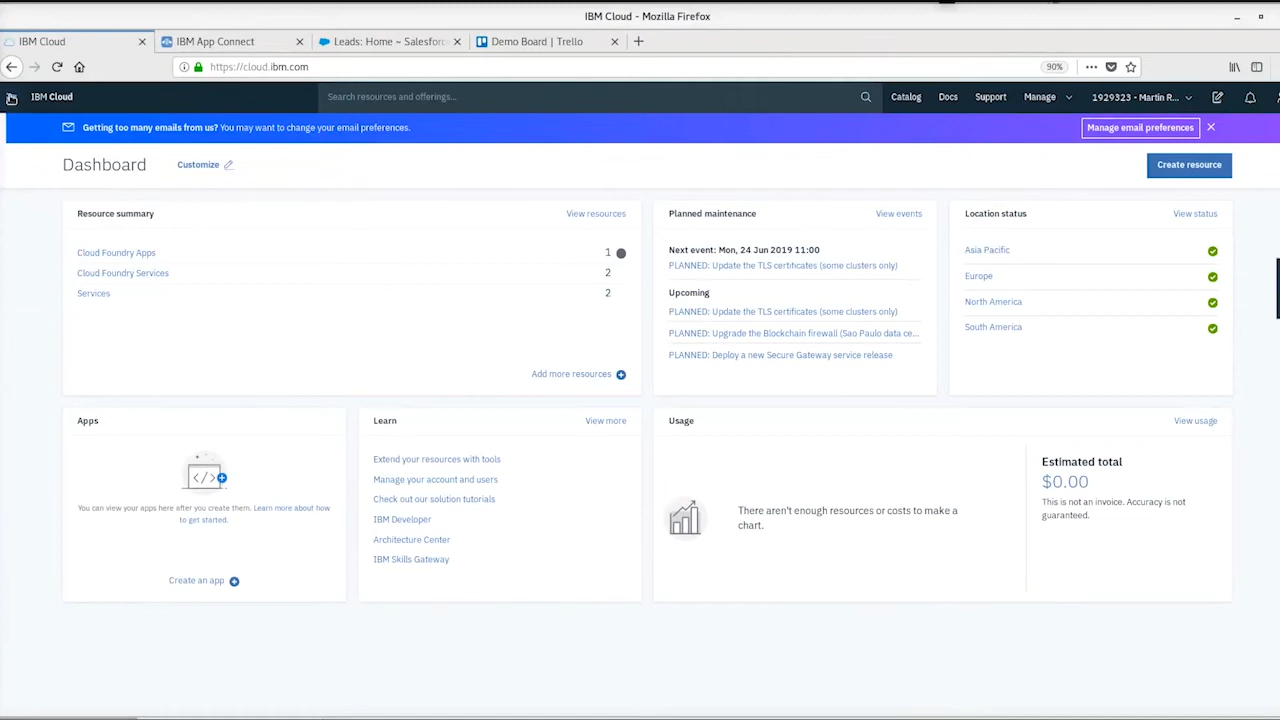 IBM Cloud - Mozilla Firefox
IBM Cloud
IBM App Connect
Leads: Home ~ Salesforc
Demo Board | Trello
https://cloud.ibm.com
90%
IBM Cloud
Search resources and offerings...
Catalog
Docs
Support
Manage
1929323 - Martin R...
Getting too many emails from us? You may want to change your email preferences.
Manage email preferences
Dashboard
Customize
Create resource
Resource summary
View resources
Cloud Foundry Apps 1
Cloud Foundry Services 2
Services 2
Add more resources
Planned maintenance
View events
Next event: Mon, 24 Jun 2019 11:00
PLANNED: Update the TLS certificates (some clusters only)
Upcoming
PLANNED: Update the TLS certificates (some clusters only)
PLANNED: Upgrade the Blockchain firewall (Sao Paulo data ce...
PLANNED: Deploy a new Secure Gateway service release
Location status
View status
Asia Pacific
Europe
North America
South America
Apps
</>
You can view your apps here after you create them. Learn more about how
to get started.
Create an app
Learn
View more
Extend your resources with tools
Manage your account and users
Check out our solution tutorials
IBM Developer
Architecture Center
IBM Skills Gateway
Usage
View usage
There aren't enough resources or costs to make a
chart.
Estimated total
$0.00
This is not an invoice. Accuracy is not
guaranteed.